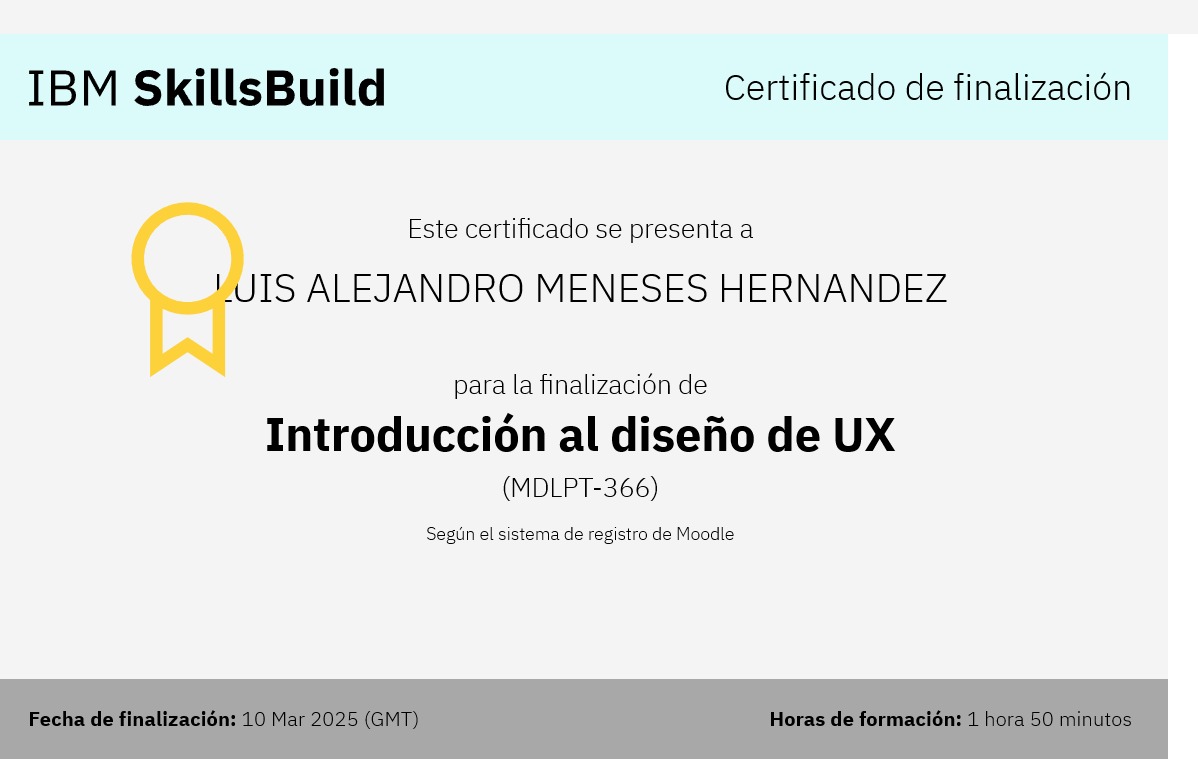 IBM SkillsBuild
Certificado de finalización
Este certificado se presenta a
LUIS ALEJANDRO MENESES HERNANDEZ
para la finalización de
Introducción al diseño de UX
(MDLPT-366)
Según el sistema de registro de Moodle
Fecha de finalización: 10 Mar 2025 (GMT)
Horas de formación: 1 hora 50 minutos